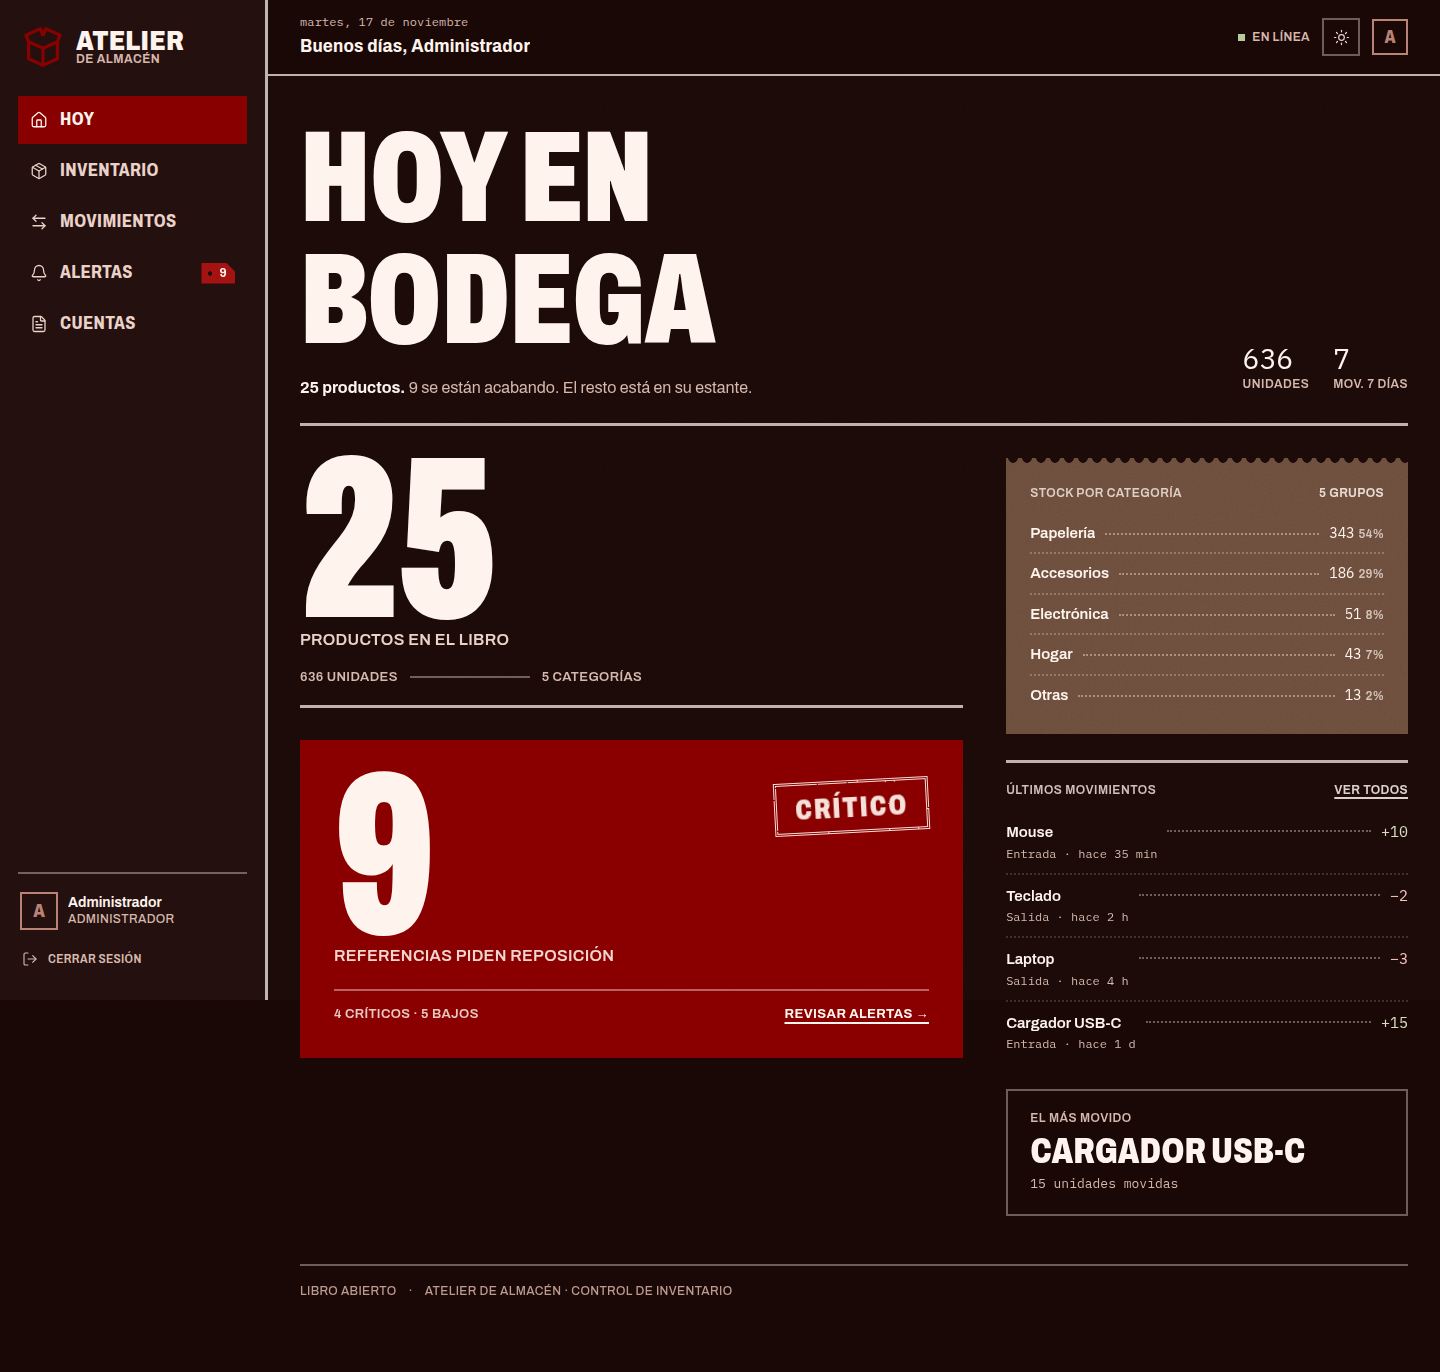 ATELIER
DE ALMACÉN
HOY
INVENTARIO
MOVIMIENTOS
ALERTAS 9
CUENTAS
A
Administrador
ADMINISTRADOR
CERRAR SESIÓN
martes, 17 de noviembre
Buenos días, Administrador
EN LÍNEA
A
HOY EN
BODEGA
25 productos. 9 se están acabando. El resto está en su estante.
636 7
UNIDADES MOV. 7 DÍAS
25
PRODUCTOS EN EL LIBRO
636 UNIDADES 5 CATEGORÍAS
9
CRÍTICO
REFERENCIAS PIDEN REPOSICIÓN
4 CRÍTICOS · 5 BAJOS
REVISAR ALERTAS →
STOCK POR CATEGORÍA 5 GRUPOS
Papelería 343 54%
Accesorios 186 29%
Electrónica 51 8%
Hogar 43 7%
Otras 13 2%
ÚLTIMOS MOVIMIENTOS VER TODOS
Mouse +10
Entrada · hace 35 min
Teclado −2
Salida · hace 2 h
Laptop −3
Salida · hace 4 h
Cargador USB-C +15
Entrada · hace 1 d
EL MÁS MOVIDO
CARGADOR USB-C
15 unidades movidas
LIBRO ABIERTO · ATELIER DE ALMACÉN · CONTROL DE INVENTARIO